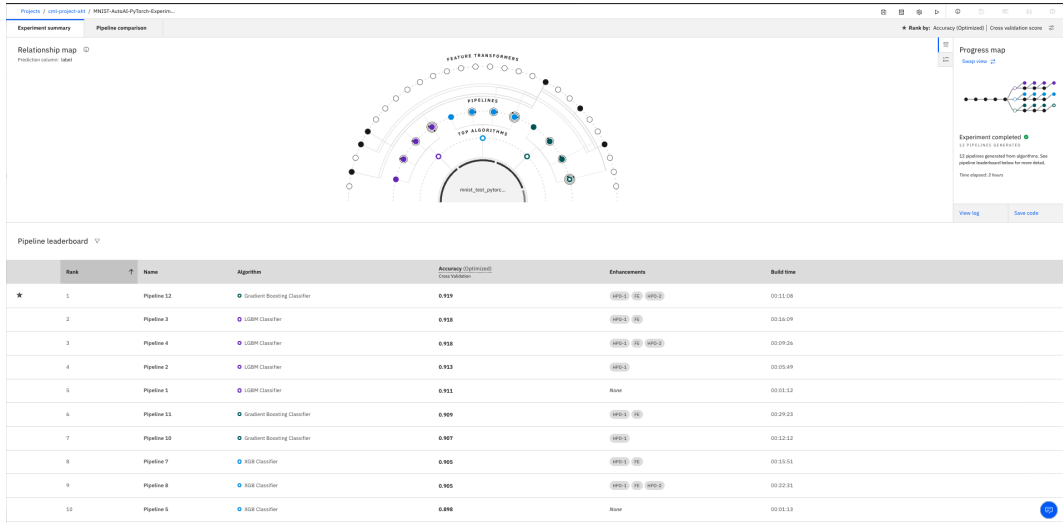 Projects / cml-project-aht / MNIST-AutoAI-PyTorch-Experim...
Experiment summary
Pipeline comparison
★ Rank by: Accuracy (Optimized) | Cross validation score
Relationship map
Prediction column: label
FEATURE TRANSFORMERS
PIPELINES
TOP ALGORITHMS
mnist_test_pytorc...
Progress map
Swap view
Experiment completed
12 PIPELINES GENERATED
12 pipelines generated from algorithms. See
pipeline leaderboard below for more detail.
Time elapsed: 2 hours
View log
Save code
Pipeline leaderboard
Rank ↑ Name Algorithm Accuracy (Optimized) Enhancements Build time
Cross Validation
★ 1 Pipeline 12 Gradient Boosting Classifier 0.919 HPO-1 FE HPO-2 00:11:08
2 Pipeline 3 LGBM Classifier 0.918 HPO-1 FE 00:16:09
3 Pipeline 4 LGBM Classifier 0.918 HPO-1 FE HPO-2 00:09:26
4 Pipeline 2 LGBM Classifier 0.913 HPO-1 00:05:49
5 Pipeline 1 LGBM Classifier 0.911 None 00:01:12
6 Pipeline 11 Gradient Boosting Classifier 0.909 HPO-1 FE 00:29:23
7 Pipeline 10 Gradient Boosting Classifier 0.907 HPO-1 00:12:12
8 Pipeline 7 XGB Classifier 0.905 HPO-1 FE 00:15:51
9 Pipeline 8 XGB Classifier 0.905 HPO-1 FE HPO-2 00:22:31
10 Pipeline 5 XGB Classifier 0.898 None 00:01:13